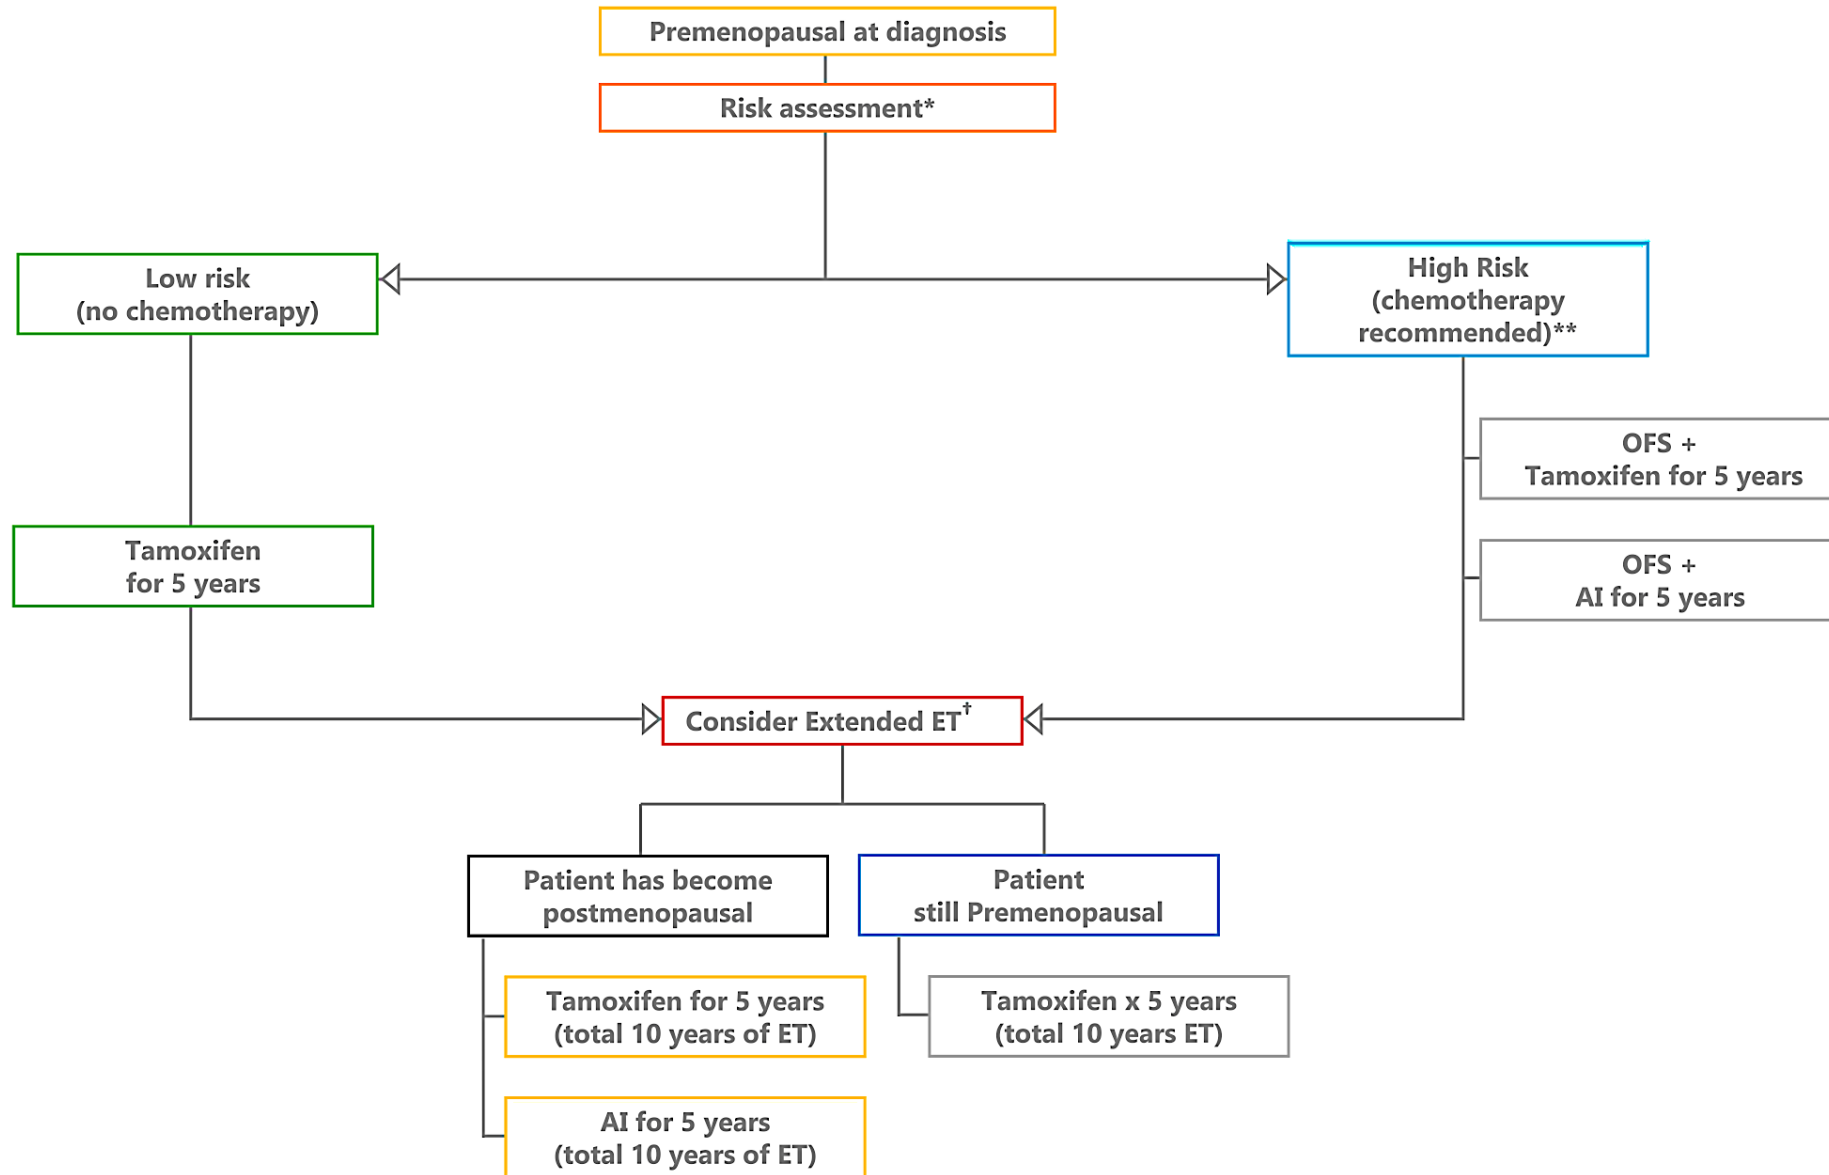 Premenopausal at diagnosis
Risk assessment*
Low risk
(no chemotherapy)
High Risk
(chemotherapy
recommended)**
OFS +
Tamoxifen for 5 years
OFS +
AI for 5 years
Tamoxifen
for 5 years
Consider Extended ET†
Patient has become
postmenopausal
Patient
still Premenopausal
Tamoxifen for 5 years
(total 10 years of ET)
Tamoxifen x 5 years
(total 10 years ET)
AI for 5 years
(total 10 years of ET)